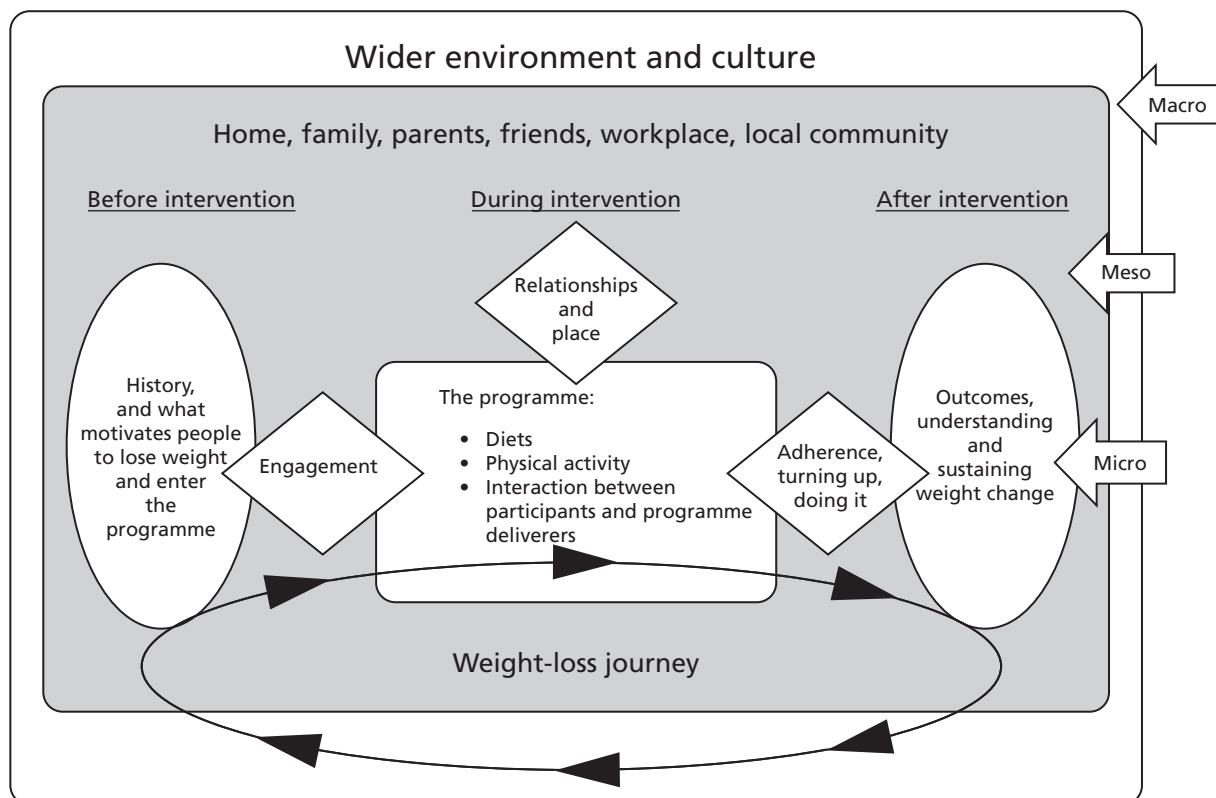 Wider environment and culture
Macro
Home, family, parents, friends, workplace, local community
Before intervention
During intervention
After intervention
Meso
Relationships
and
place
History,
and what
motivates people
to lose weight
and enter
the
programme
Engagement
The programme:
• Diets
• Physical activity
• Interaction between
participants and programme
deliverers
Adherence,
turning up,
doing it
Outcomes,
understanding
and
sustaining
weight change
Micro
Weight-loss journey